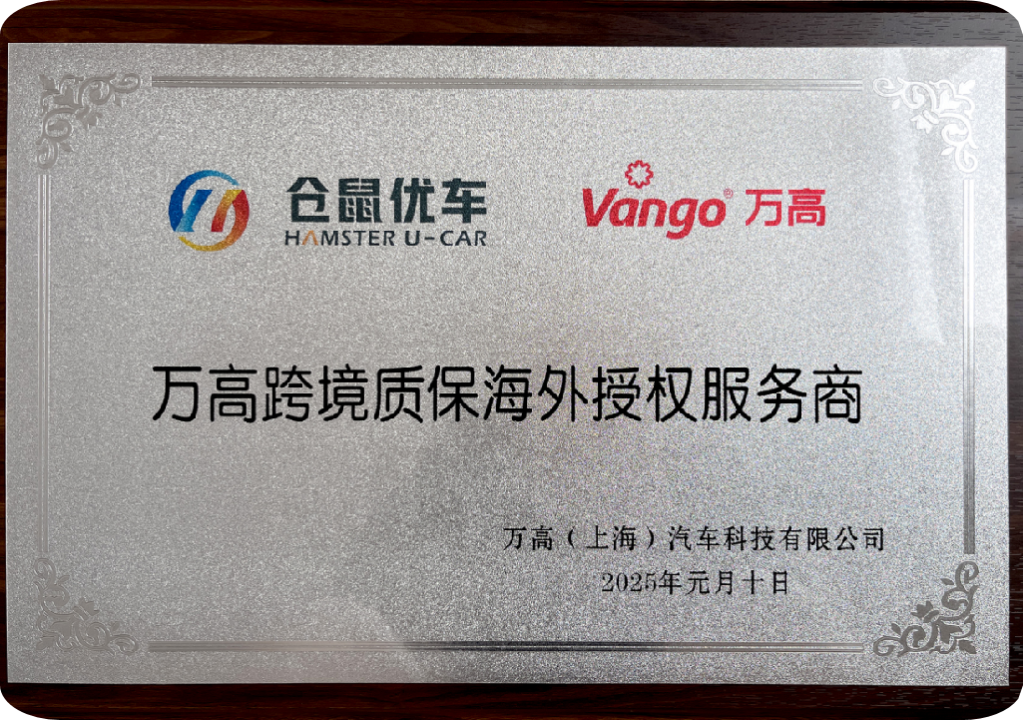 仓鼠优车
HAMSTER U-CAR
Vango® 万高
万高跨境质保海外授权服务商
万高（上海）汽车科技有限公司
2025年元月十日